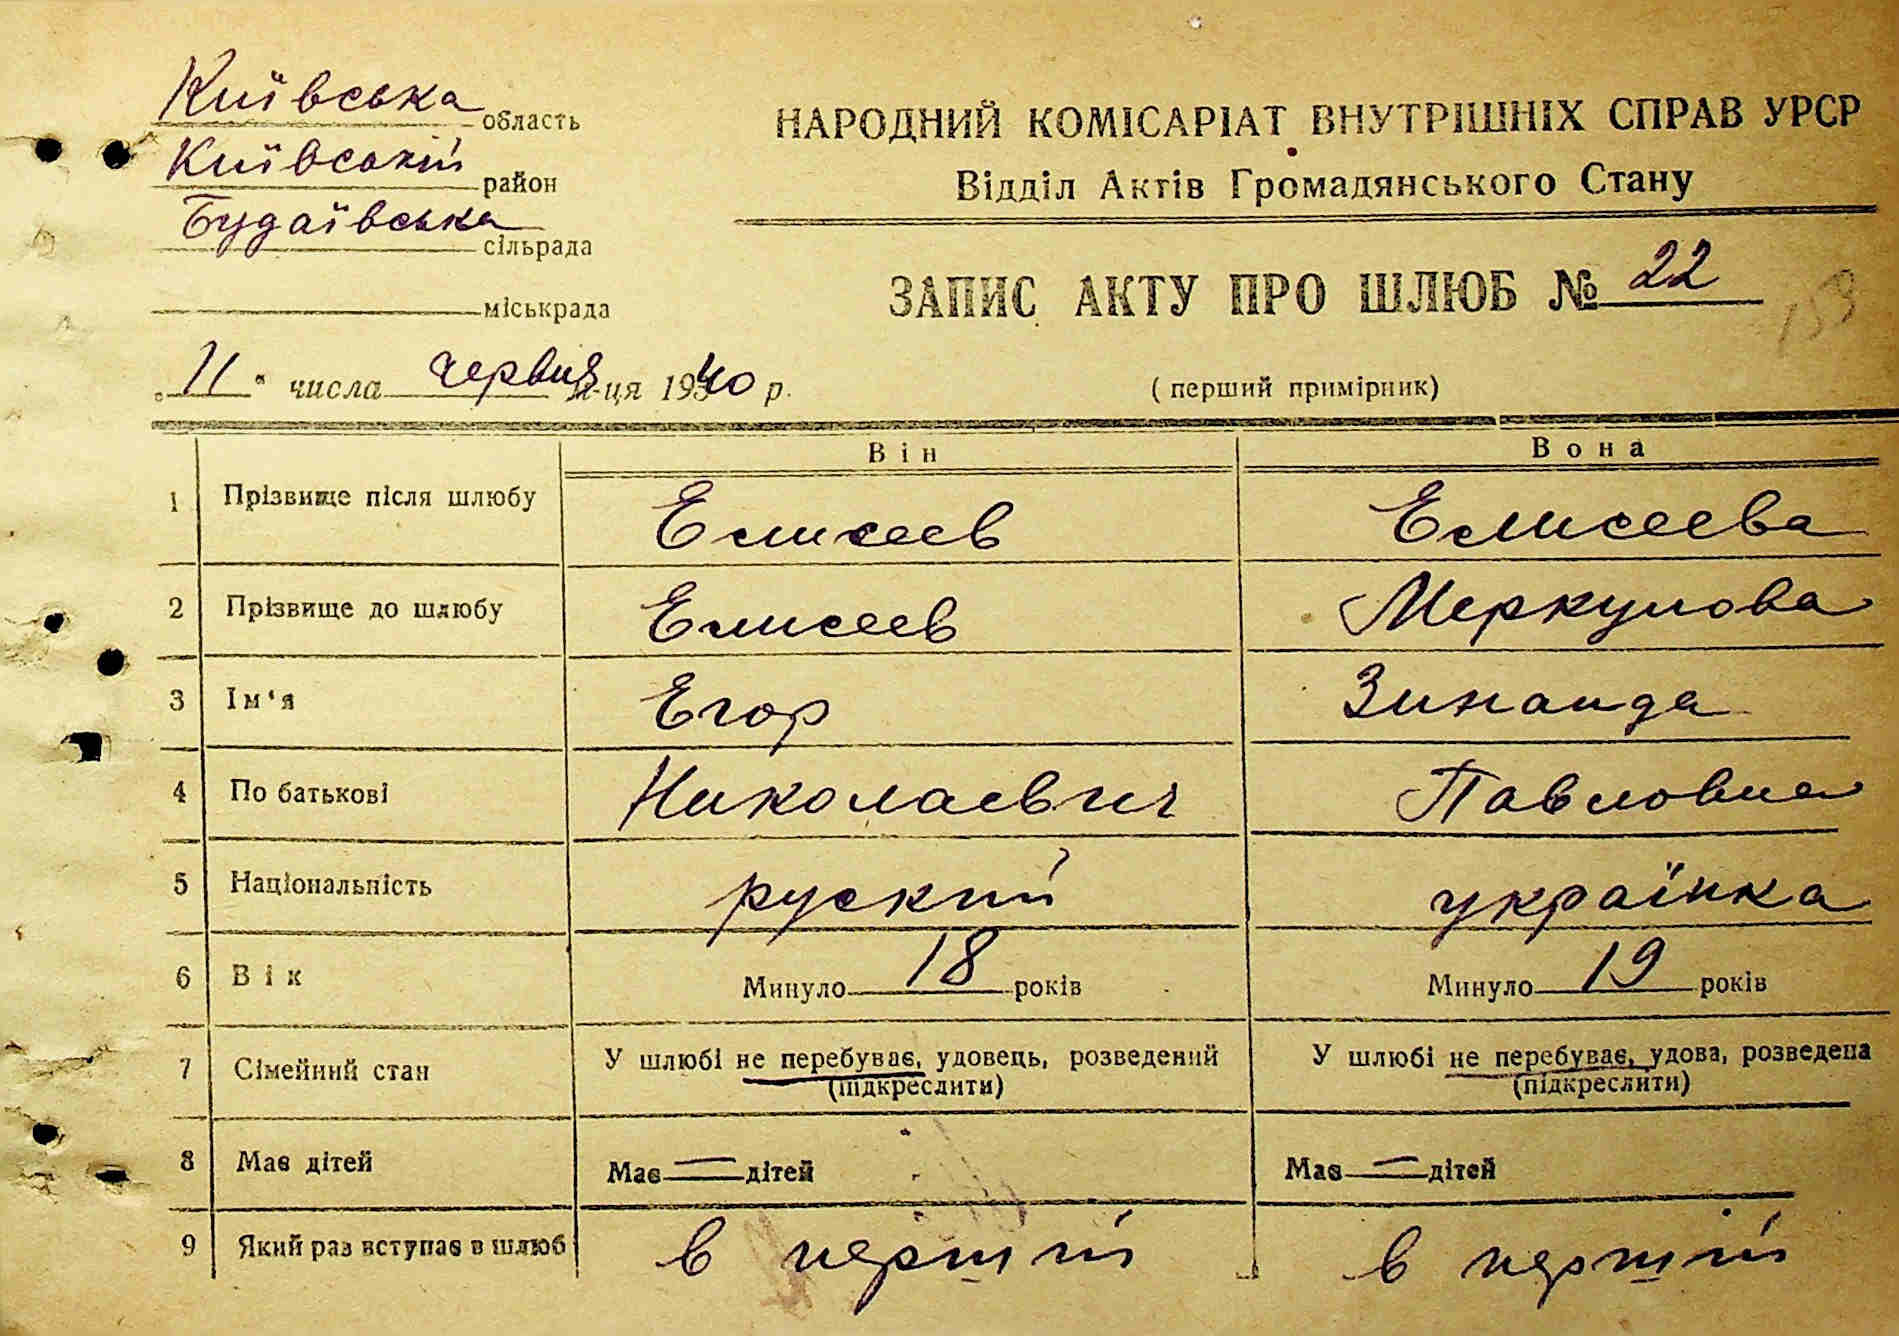 Київська область
Київский район
Будаївська сільрада
міськрада
НАРОДНИЙ КОМІСАРІАТ ВНУТРІШНІХ СПРАВ УРСР
Відділ Актів Громадянського Стану
ЗАПИС АКТУ ПРО ШЛЮБ № 22
153
„ 11 " числа червня м-ця 1940 р.
(перший примірник)
Він Вона
1 Прізвище після шлюбу Елисеев Елисеева
2 Прізвище до шлюбу Елисеев Меркулова
3 Ім'я Егор Зинаида
4 По батькові Николаевич Павловна
5 Національність руский українка
6 Вік Минуло 18 років Минуло 19 років
7 Сімейний стан У шлюбі не перебуває, удовець, розведений У шлюбі не перебуває, удова, розведена
(підкреслити) (підкреслити)
8 Має дітей Має — дітей Має — дітей
9 Який раз вступає в шлюб в перший в перший